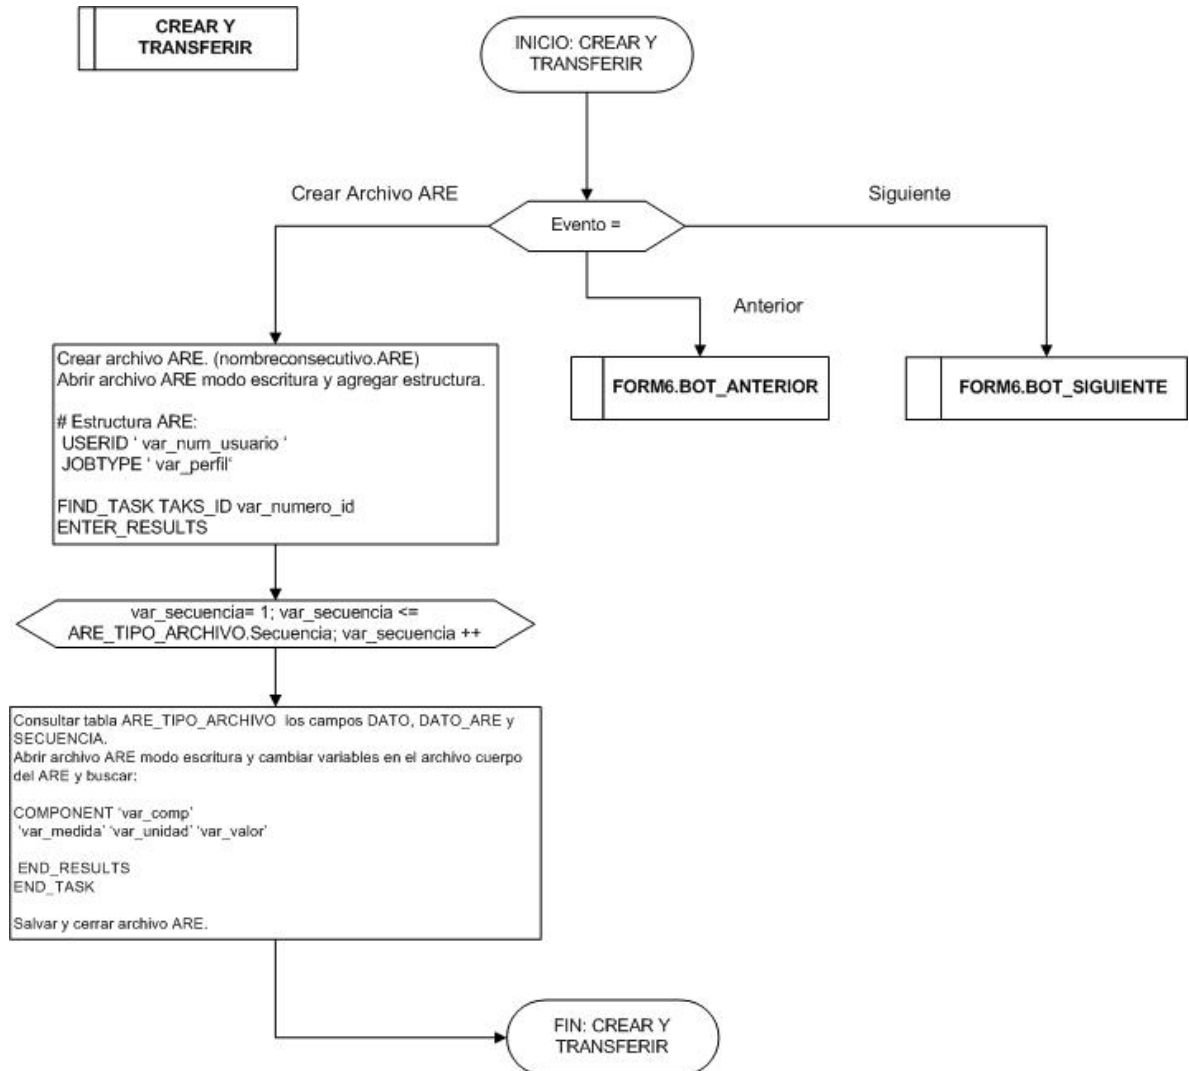 CREAR Y
TRANSFERIR
INICIO: CREAR Y
TRANSFERIR
Crear Archivo ARE
Siguiente
Evento =
Anterior
Crear archivo ARE. (nombreconsecutivo.ARE)
Abrir archivo ARE modo escritura y agregar estructura.
# Estructura ARE:
USERID ‘ var_num_usuario ‘
JOBTYPE ‘ var_perfil‘
FIND_TASK TAKS_ID var_numero_id
ENTER_RESULTS
FORM6.BOT_ANTERIOR
FORM6.BOT_SIGUIENTE
var_secuencia= 1; var_secuencia <=
ARE_TIPO_ARCHIVO.Secuencia; var_secuencia ++
Consultar tabla ARE_TIPO_ARCHIVO los campos DATO, DATO_ARE y
SECUENCIA.
Abrir archivo ARE modo escritura y cambiar variables en el archivo cuerpo
del ARE y buscar:
COMPONENT ‘var_comp’
‘var_medida’ ‘var_unidad’ ‘var_valor’
END_RESULTS
END_TASK
Salvar y cerrar archivo ARE.
FIN: CREAR Y
TRANSFERIR